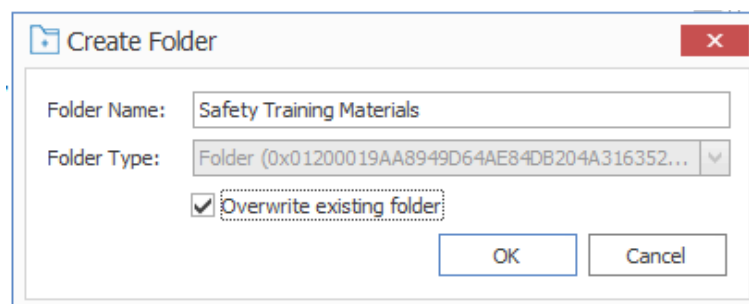 Create Folder
Folder Name: Safety Training Materials
Folder Type: Folder (0x01200019AA8949D64AE84DB204A316352...
Overwrite existing folder
OK Cancel